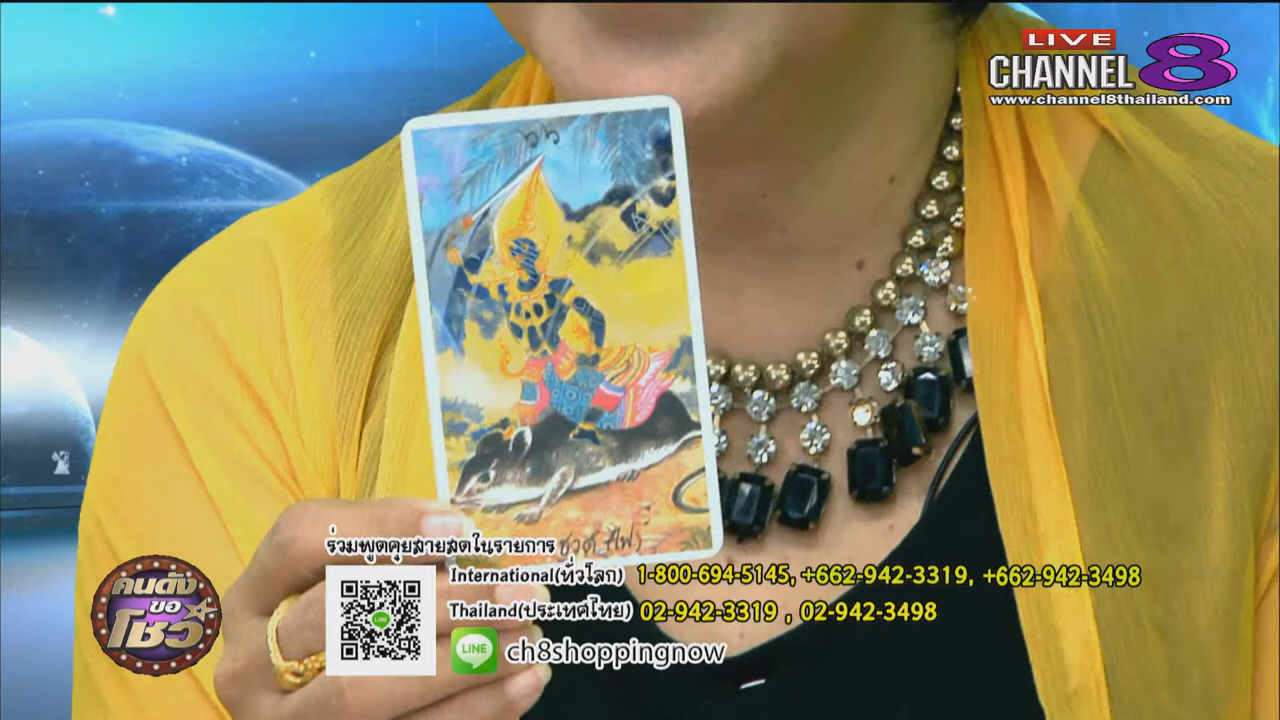 LIVE
CHANNEL 8
www.channel8thailand.com
ร่วมพูดคุยสายสดในรายการ
International(ทั่วโลก) 1-800-694-5145, +662-942-3319, +662-942-3498
Thailand(ประเทศไทย) 02-942-3319 , 02-942-3498
LINE
LINE ch8shoppingnow
คนดัง
ขอ
โชว์